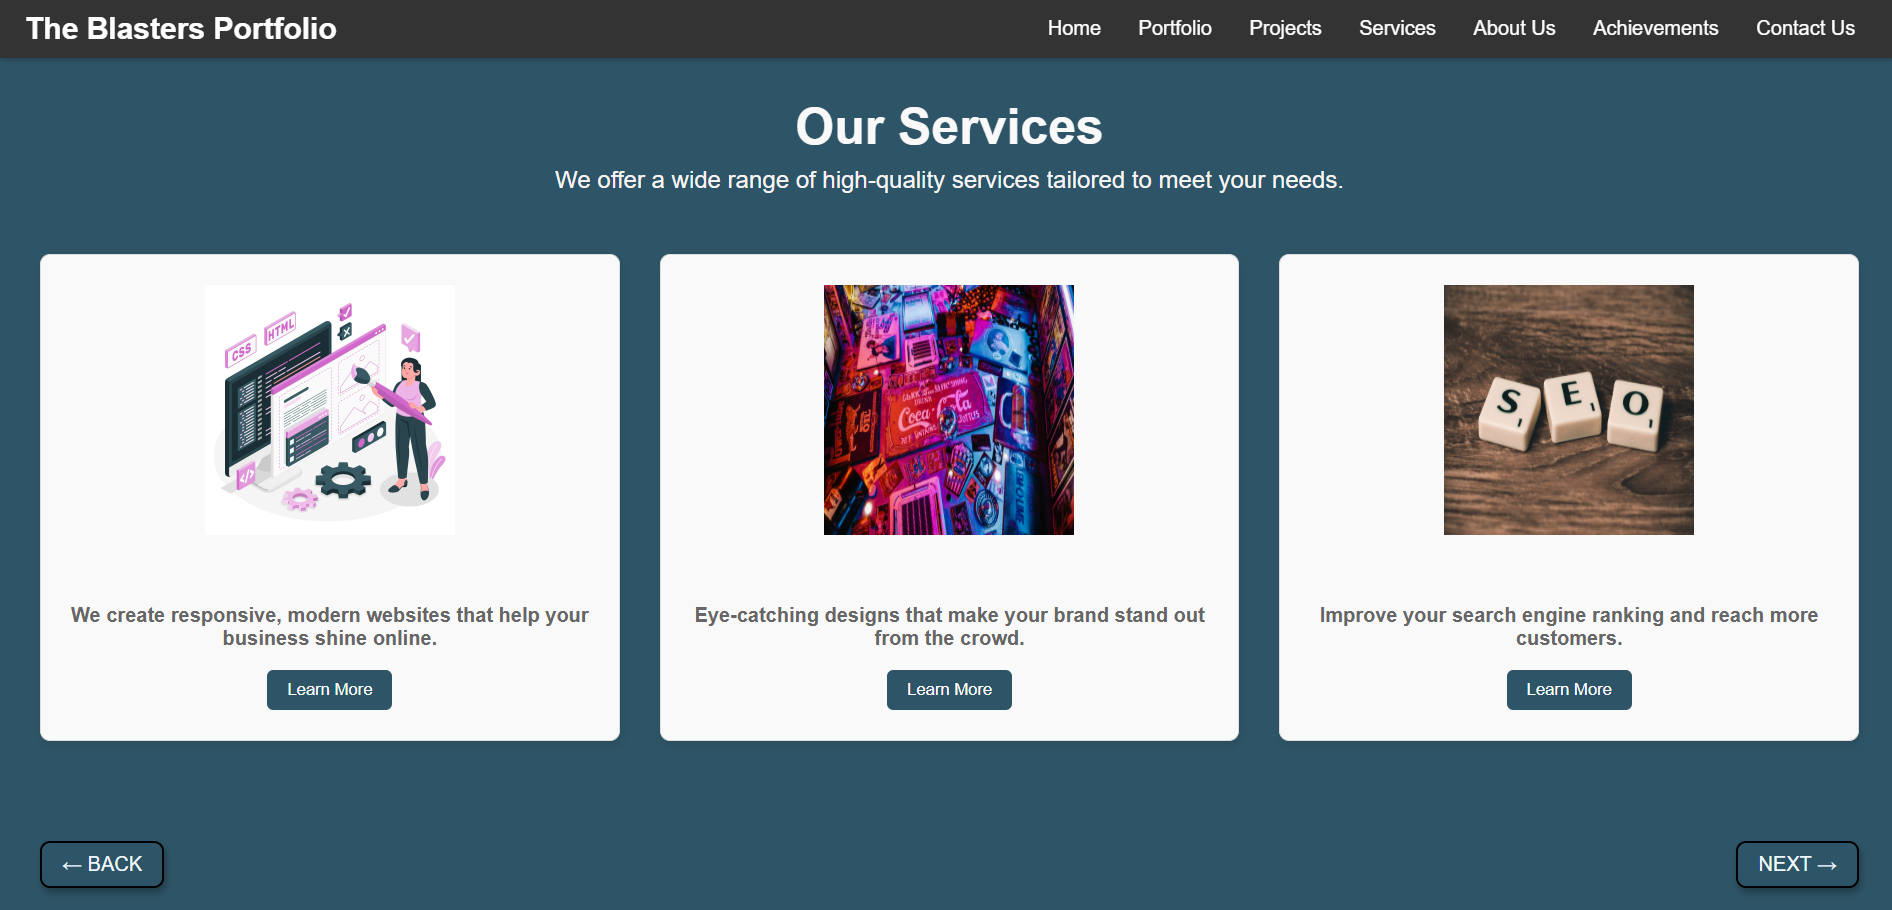 The Blasters Portfolio
Home Portfolio Projects Services About Us Achievements Contact Us
Our Services
We offer a wide range of high-quality services tailored to meet your needs.
CSS
HTML
</>
Coca-Cola
S E O
1 1 1
We create responsive, modern websites that help your
business shine online.
Learn More
Eye-catching designs that make your brand stand out
from the crowd.
Learn More
Improve your search engine ranking and reach more
customers.
Learn More
← BACK
NEXT →